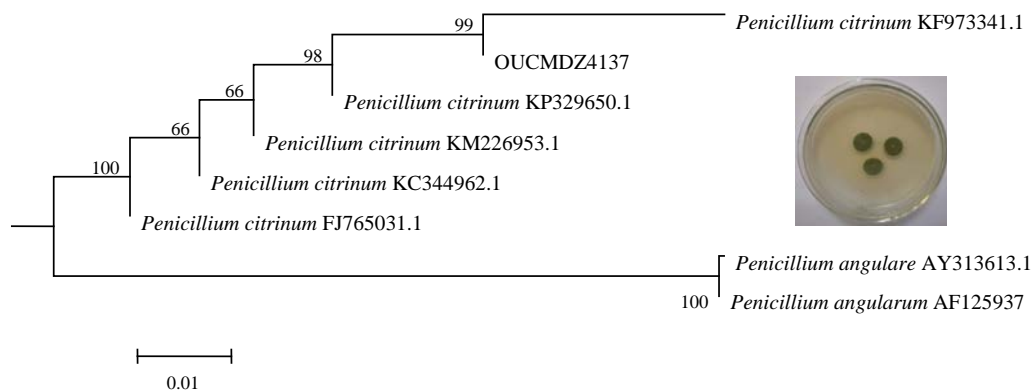 Penicillium citrinum KF973341.1
99
OUCMDZ4137
98
Penicillium citrinum KP329650.1
66
Penicillium citrinum KM226953.1
66
Penicillium citrinum KC344962.1
100
Penicillium citrinum FJ765031.1
Penicillium angulare AY313613.1
100
Penicillium angularum AF125937
0.01